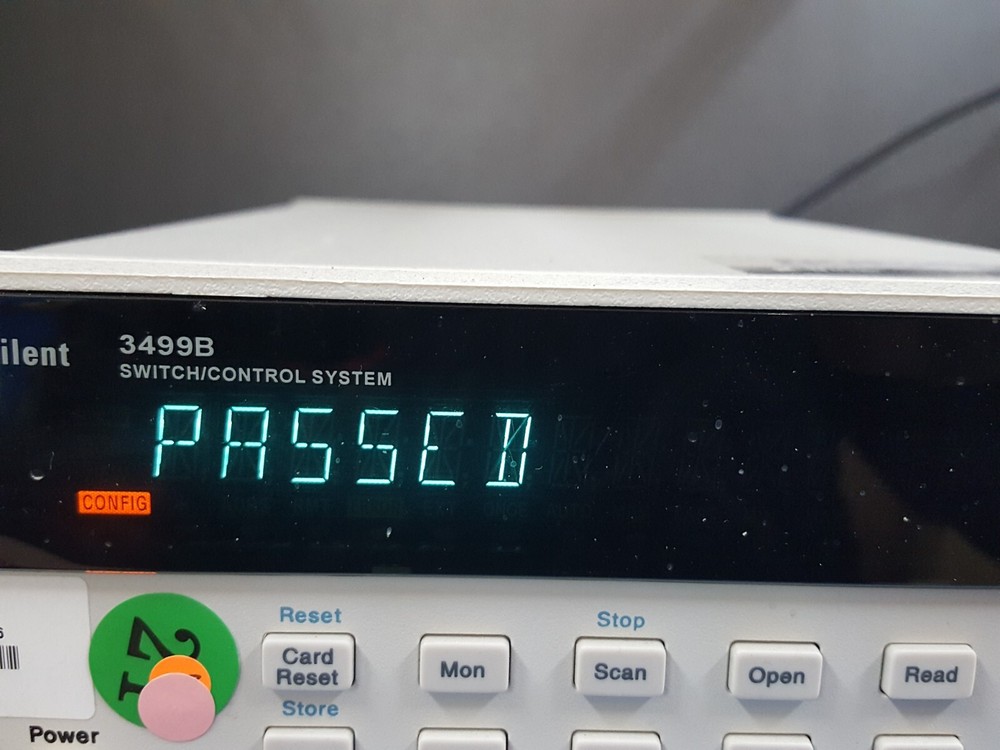 ilent
3499B
SWITCH/CONTROL SYSTEM
PASSED
CONFIG
Reset
Stop
Card
Reset
Mon
Scan
Open
Read
Store
Power